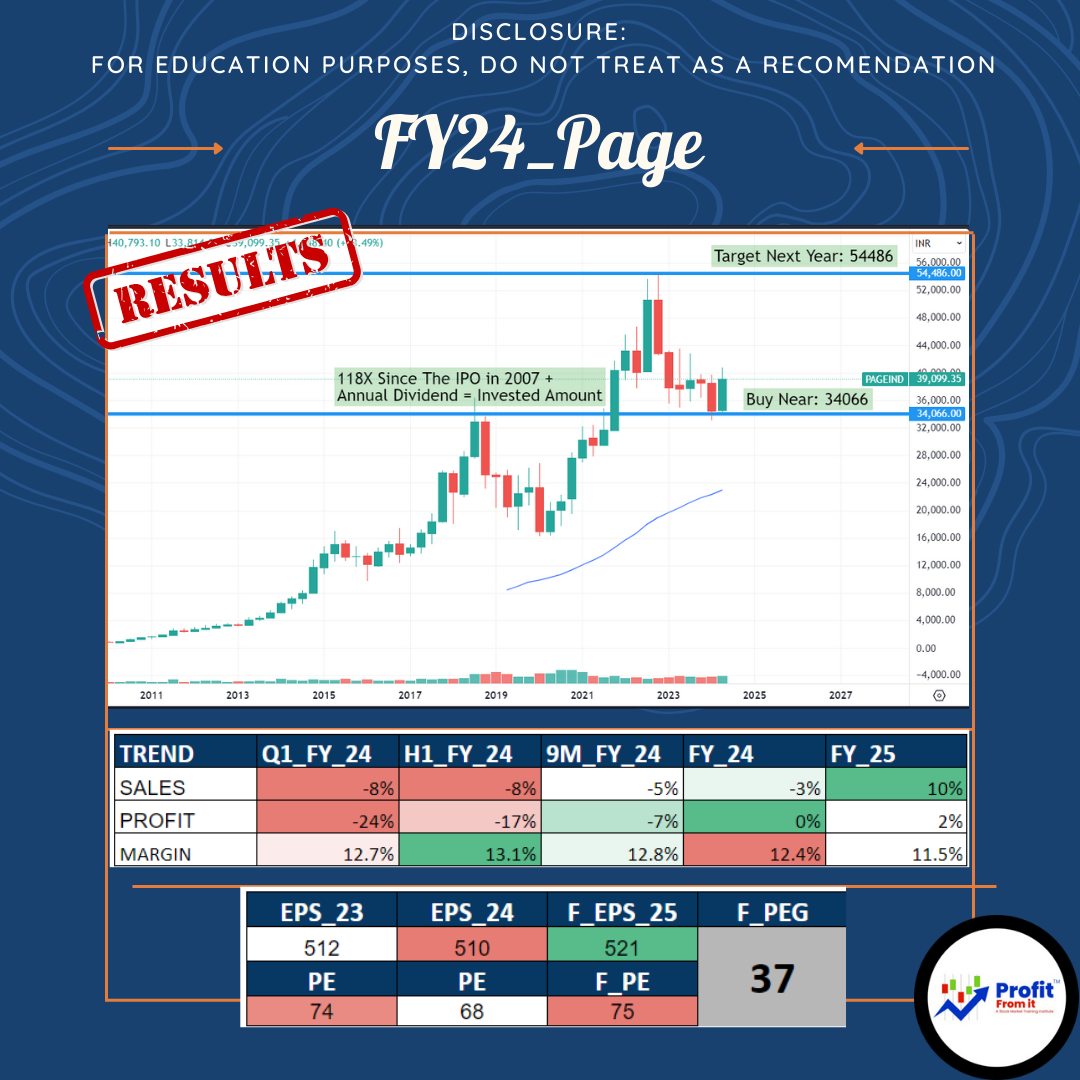 DISCLOSURE:
FOR EDUCATION PURPOSES, DO NOT TREAT AS A RECOMENDATION
FY24_Page
RESULTS
INR
Target Next Year: 54486
56,000.00
54,486.00
52,000.00
48,000.00
44,000.00
118X Since The IPO in 2007 +
Annual Dividend = Invested Amount
PAGEIND 39,099.35
Buy Near: 34066
36,000.00
34,066.00
32,000.00
28,000.00
24,000.00
20,000.00
16,000.00
12,000.00
8,000.00
4,000.00
0.00
-4,000.00
2011 2013 2015 2017 2019 2021 2023 2025 2027
TREND Q1_FY_24 H1_FY_24 9M_FY_24 FY_24 FY_25
SALES -8% -8% -5% -3% 10%
PROFIT -24% -17% -7% 0% 2%
MARGIN 12.7% 13.1% 12.8% 12.4% 11.5%
EPS_23 EPS_24 F_EPS_25 F_PEG
512 510 521
PE PE F_PE 37
74 68 75
Profit
From it